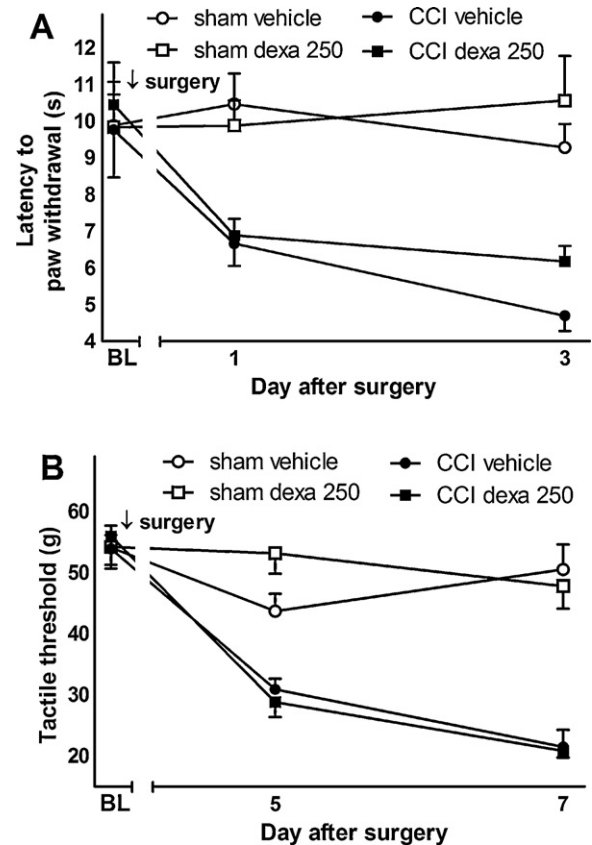 A
sham vehicle CCI vehicle
sham dexa 250 CCI dexa 250
12
11 ↓ surgery
10
9
8
7
6
5
4
Latency to
paw withdrawal (s)
BL 1 3
Day after surgery
B
sham vehicle CCI vehicle
sham dexa 250 CCI dexa 250
60
↓ surgery
50
40
30
20
Tactile threshold (g)
BL 5 7
Day after surgery